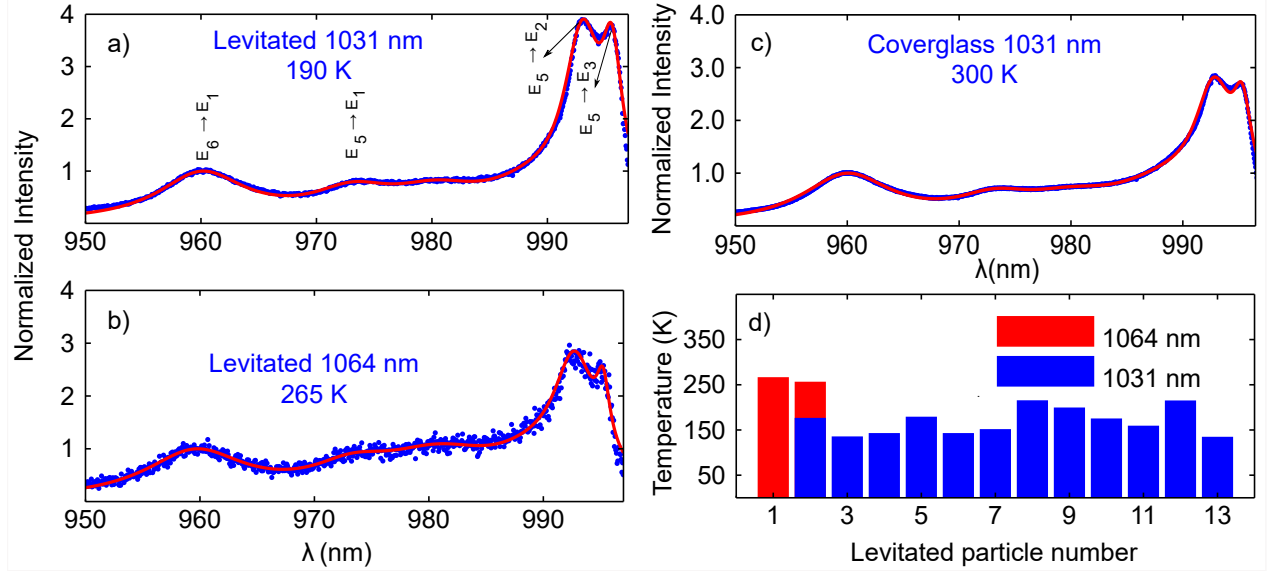 a)
Levitated 1031 nm
190 K
E6→E1
E5→E1
E5→E2
E5→E3
4
3
2
1
950 960 970 980 990
Normalized Intensity
b)
Levitated 1064 nm
265 K
4
3
2
1
950 960 970 980 990
λ (nm)
c)
Coverglass 1031 nm
300 K
4.0
3.0
2.0
1.0
950 960 970 980 990
λ(nm)
Normalized Intensity
d)
1064 nm
1031 nm
350
250
150
50
1 3 5 7 9 11 13
Temperature (K)
Levitated particle number